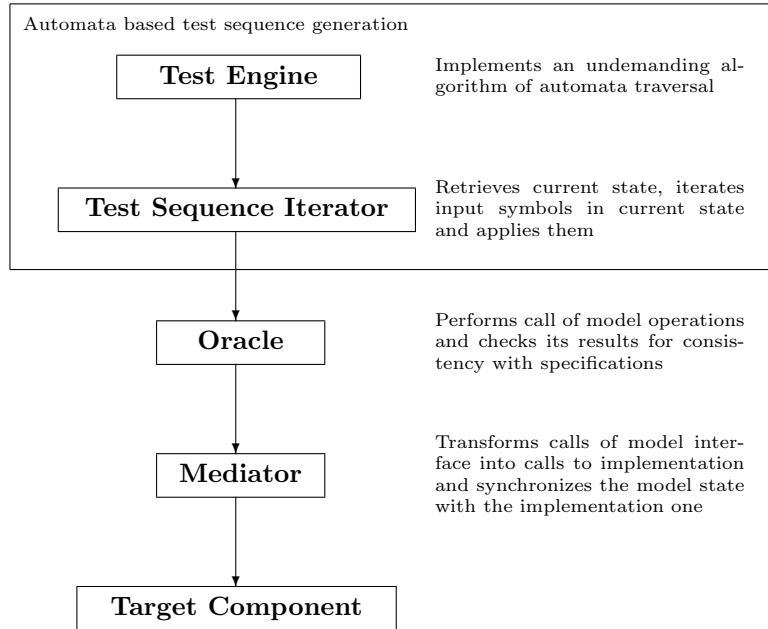 Automata based test sequence generation
Test Engine
Implements an undemanding al-
gorithm of automata traversal
Test Sequence Iterator
Retrieves current state, iterates
input symbols in current state
and applies them
Oracle
Performs call of model operations
and checks its results for consis-
tency with specifications
Mediator
Transforms calls of model inter-
face into calls to implementation
and synchronizes the model state
with the implementation one
Target Component